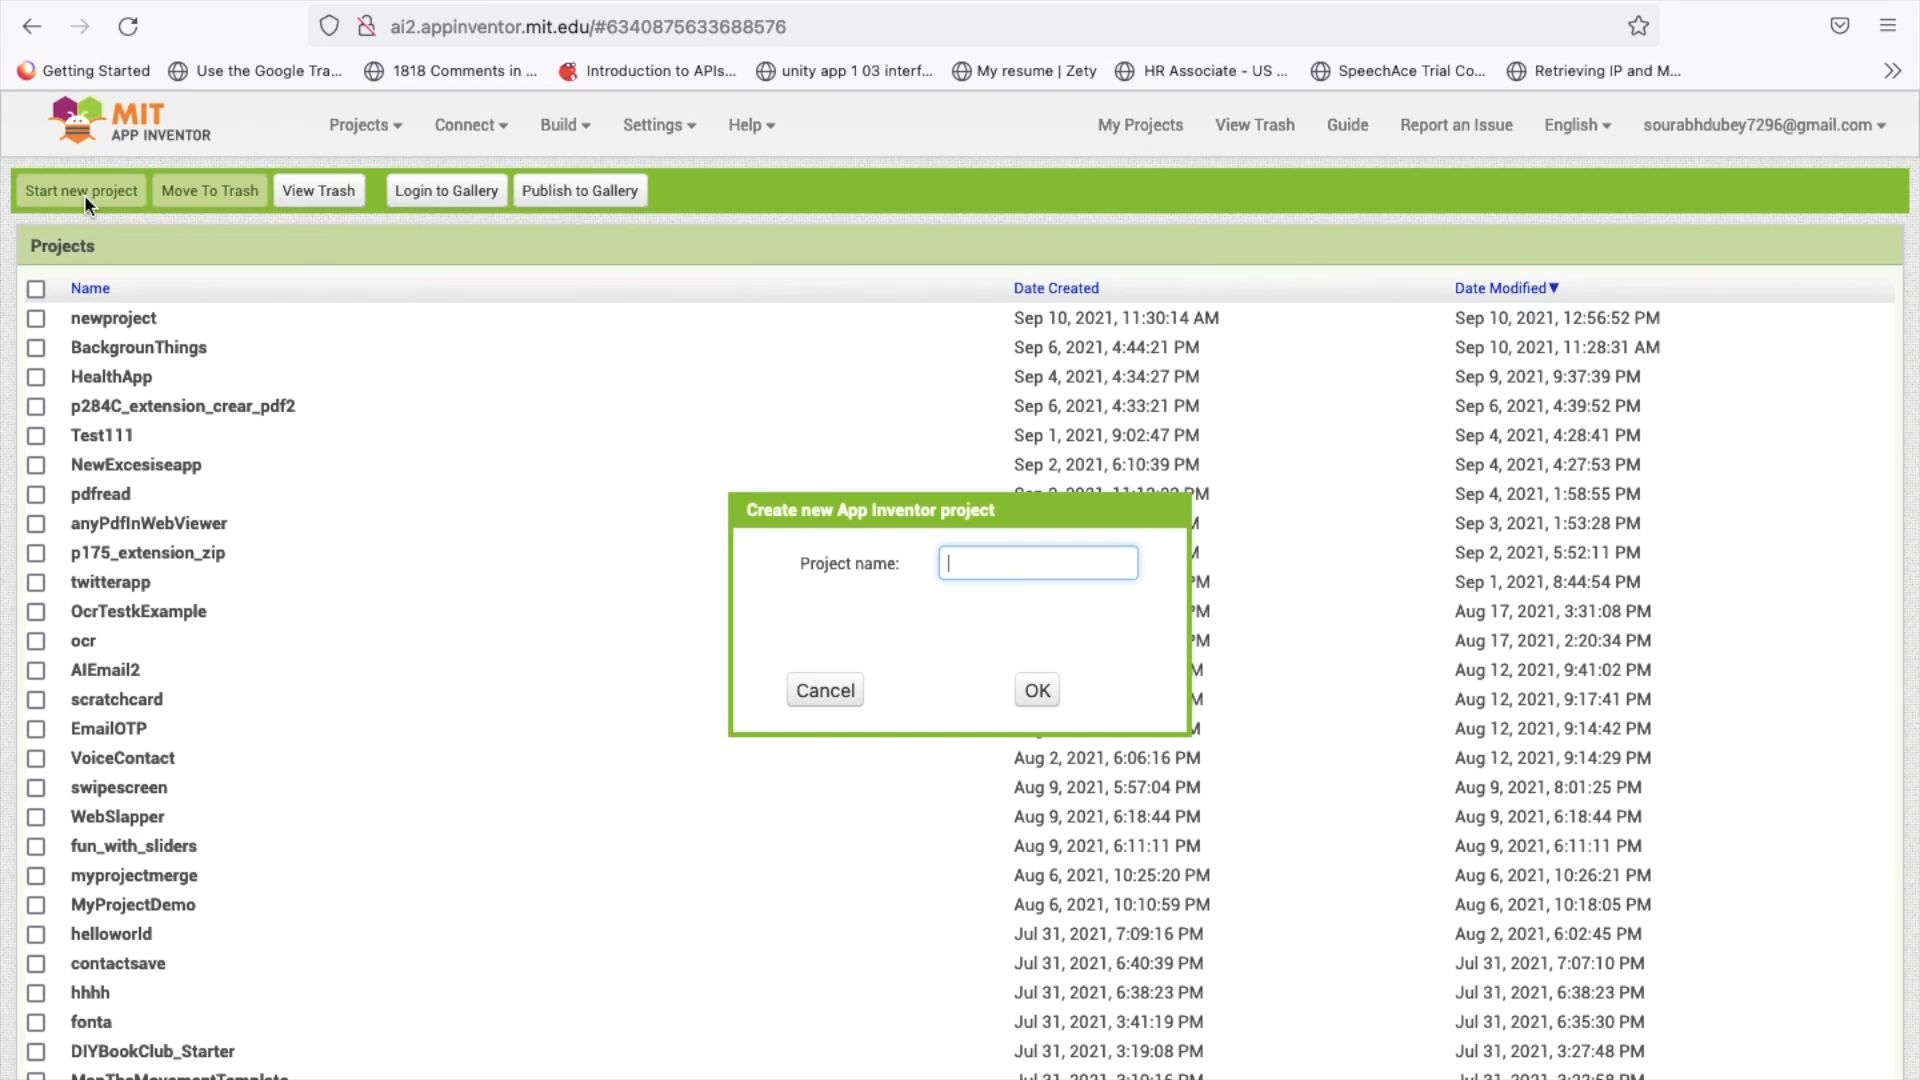 ai2.appinventor.mit.edu/#6340875633688576
Getting Started Use the Google Tra... 1818 Comments in ... Introduction to APIs... unity app 1 03 interf... My resume | Zety HR Associate - US ... SpeechAce Trial Co... Retrieving IP and M...
MIT
APP INVENTOR
Projects Connect Build Settings Help My Projects View Trash Guide Report an Issue English sourabhdubey7296@gmail.com
Start new project Move To Trash View Trash Login to Gallery Publish to Gallery
Projects
Name Date Created Date Modified
newproject Sep 10, 2021, 11:30:14 AM Sep 10, 2021, 12:56:52 PM
BackgrounThings Sep 6, 2021, 4:44:21 PM Sep 10, 2021, 11:28:31 AM
HealthApp Sep 4, 2021, 4:34:27 PM Sep 9, 2021, 9:37:39 PM
p284C_extension_crear_pdf2 Sep 6, 2021, 4:33:21 PM Sep 6, 2021, 4:39:52 PM
Test111 Sep 1, 2021, 9:02:47 PM Sep 4, 2021, 4:28:41 PM
NewExcesiseapp Sep 2, 2021, 6:10:39 PM Sep 4, 2021, 4:27:53 PM
pdfread PM Sep 4, 2021, 1:58:55 PM
Create new App Inventor project
anyPdfInWebViewer Sep 3, 2021, 1:53:28 PM
p175_extension_zip Sep 2, 2021, 5:52:11 PM
Project name:
twitterapp PM Sep 1, 2021, 8:44:54 PM
OcrTestkExample PM Aug 17, 2021, 3:31:08 PM
ocr PM Aug 17, 2021, 2:20:34 PM
AIEmail2 Aug 12, 2021, 9:41:02 PM
Cancel OK
scratchcard Aug 12, 2021, 9:17:41 PM
EmailOTP Aug 12, 2021, 9:14:42 PM
VoiceContact Aug 2, 2021, 6:06:16 PM Aug 12, 2021, 9:14:29 PM
swipescreen Aug 9, 2021, 5:57:04 PM Aug 9, 2021, 8:01:25 PM
WebSlapper Aug 9, 2021, 6:18:44 PM Aug 9, 2021, 6:18:44 PM
fun_with_sliders Aug 9, 2021, 6:11:11 PM Aug 9, 2021, 6:11:11 PM
myprojectmerge Aug 6, 2021, 10:25:20 PM Aug 6, 2021, 10:26:21 PM
MyProjectDemo Aug 6, 2021, 10:10:59 PM Aug 6, 2021, 10:18:05 PM
helloworld Jul 31, 2021, 7:09:16 PM Aug 2, 2021, 6:02:45 PM
contactsave Jul 31, 2021, 6:40:39 PM Jul 31, 2021, 7:07:10 PM
hhhh Jul 31, 2021, 6:38:23 PM Jul 31, 2021, 6:38:23 PM
fonta Jul 31, 2021, 3:41:19 PM Jul 31, 2021, 6:35:30 PM
DIYBookClub_Starter Jul 31, 2021, 3:19:08 PM Jul 31, 2021, 3:27:48 PM